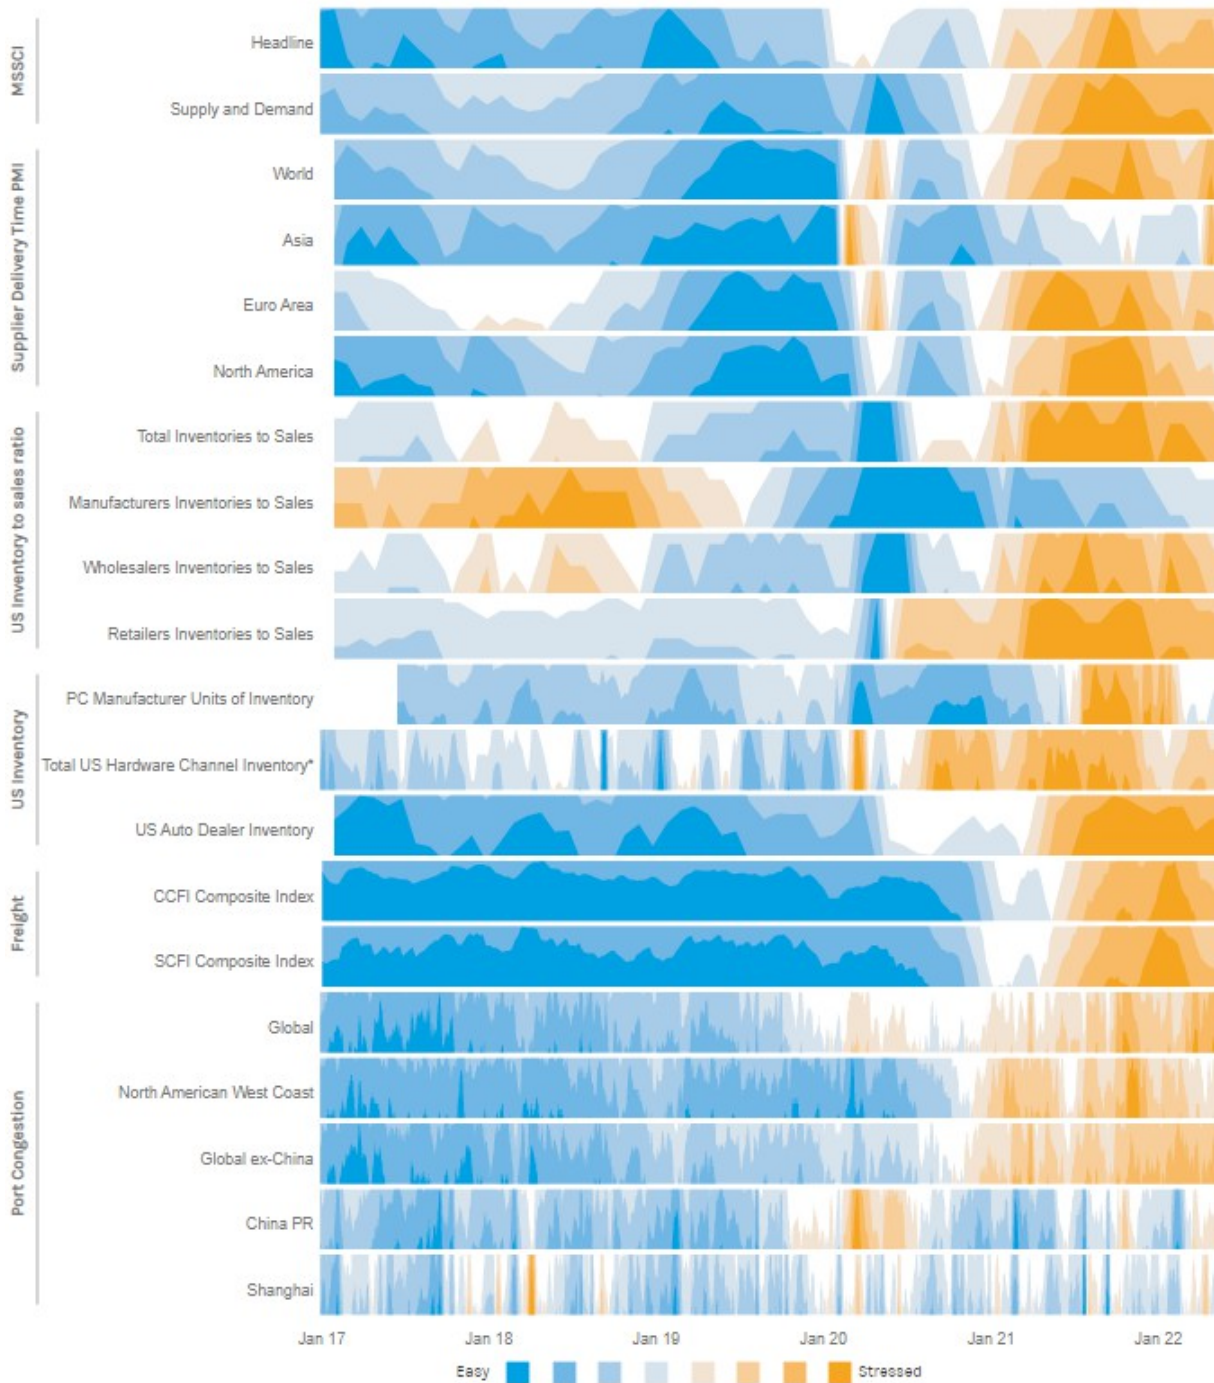 MSSCI
Headline
Supply and Demand
Supplier Delivery Time PMI
World
Asia
Euro Area
North America
US Inventory to sales ratio
Total Inventories to Sales
Manufacturers Inventories to Sales
Wholesalers Inventories to Sales
Retailers Inventories to Sales
US Inventory
PC Manufacturer Units of Inventory
Total US Hardware Channel Inventory*
US Auto Dealer Inventory
Freight
CCFI Composite Index
SCFI Composite Index
Port Congestion
Global
North American West Coast
Global ex-China
China PR
Shanghai
Jan 17 Jan 18 Jan 19 Jan 20 Jan 21 Jan 22
Easy Stressed